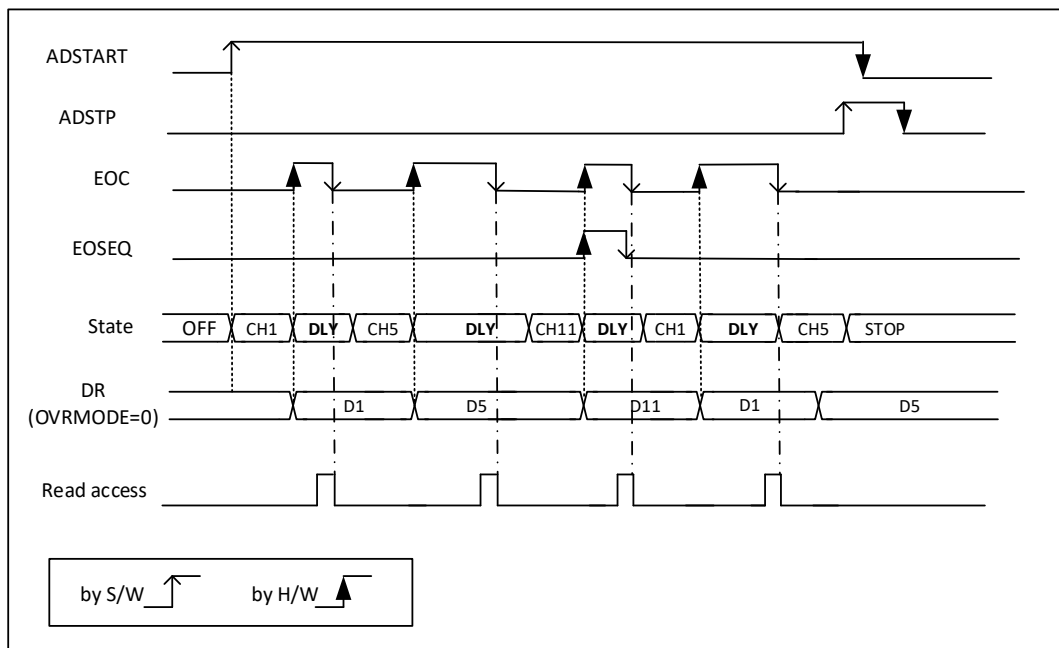 ADSTART
ADSTP
EOC
EOSEQ
State OFF CH1 DLY CH5 DLY CH11 DLY CH1 DLY CH5 STOP
DR
(OVRMODE=0) D1 D5 D11 D1 D5
Read access
by S/W by H/W